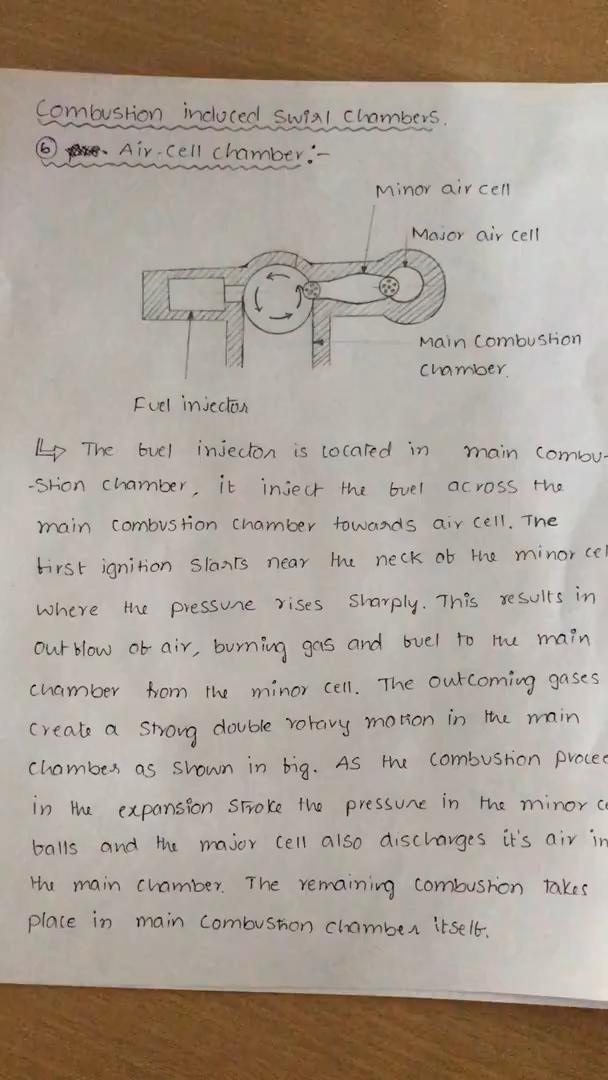 Combustion induced swirl chambers.
6 Air-cell chamber:-
Minor air cell
Major air cell
Main combustion
chamber.
Fuel injector
The fuel injector is located in main combu-
-stion chamber, it inject the fuel across the
main combustion chamber towards air cell. The
first ignition starts near the neck of the minor cel
where the pressure rises sharply. This results in
outflow of air, burning gas and fuel to the main
chamber from the minor cell. The outcoming gases
create a strong double rotary motion in the main
chamber as shown in fig. As the combustion procee
in the expansion stroke the pressure in the minor ce
falls and the major cell also discharges it's air in
the main chamber. The remaining combustion takes
place in main combustion chamber itself.